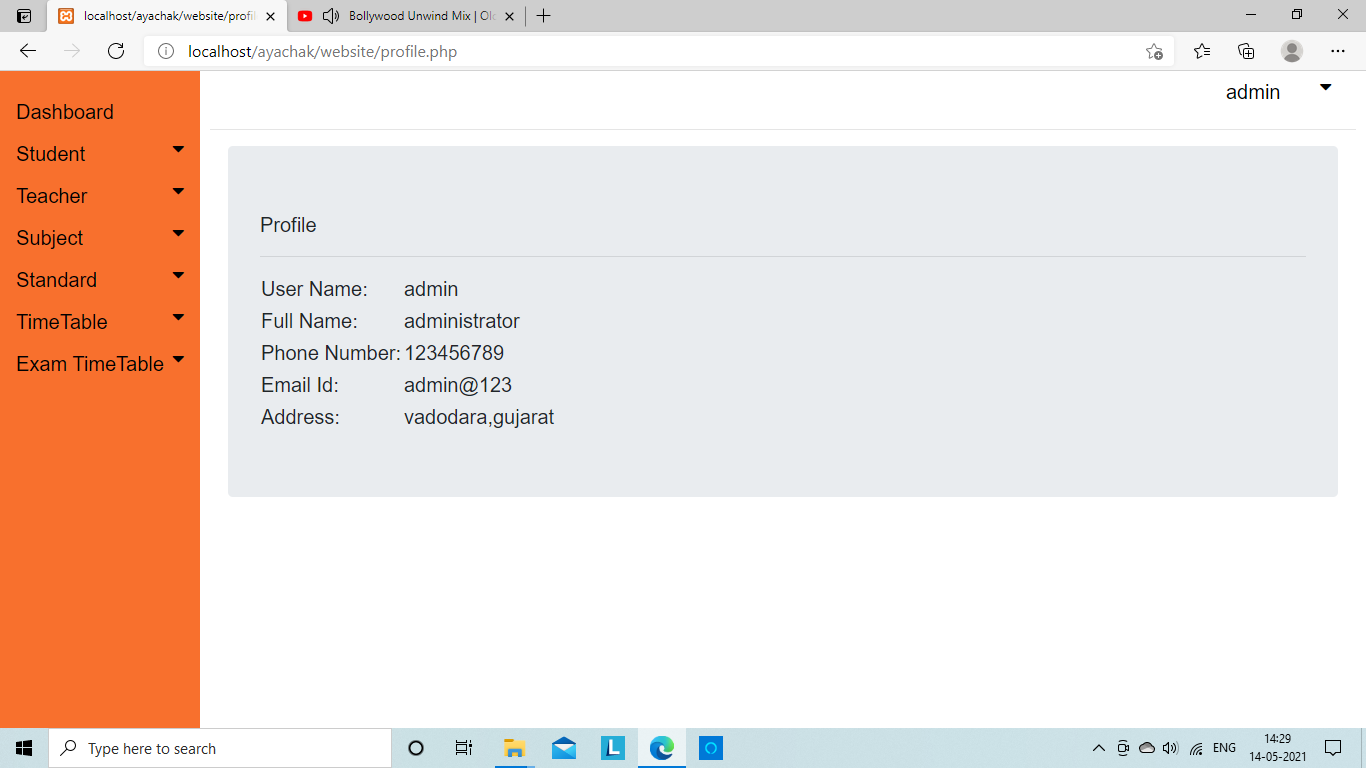 localhost/ayachak/website/profi
Bollywood Unwind Mix | Ol
localhost/ayachak/website/profile.php
admin
Dashboard
Student
Teacher
Subject
Standard
TimeTable
Exam TimeTable
Profile
User Name: admin
Full Name: administrator
Phone Number: 123456789
Email Id: admin@123
Address: vadodara,gujarat
Type here to search
L
ENG
14:29
14-05-2021